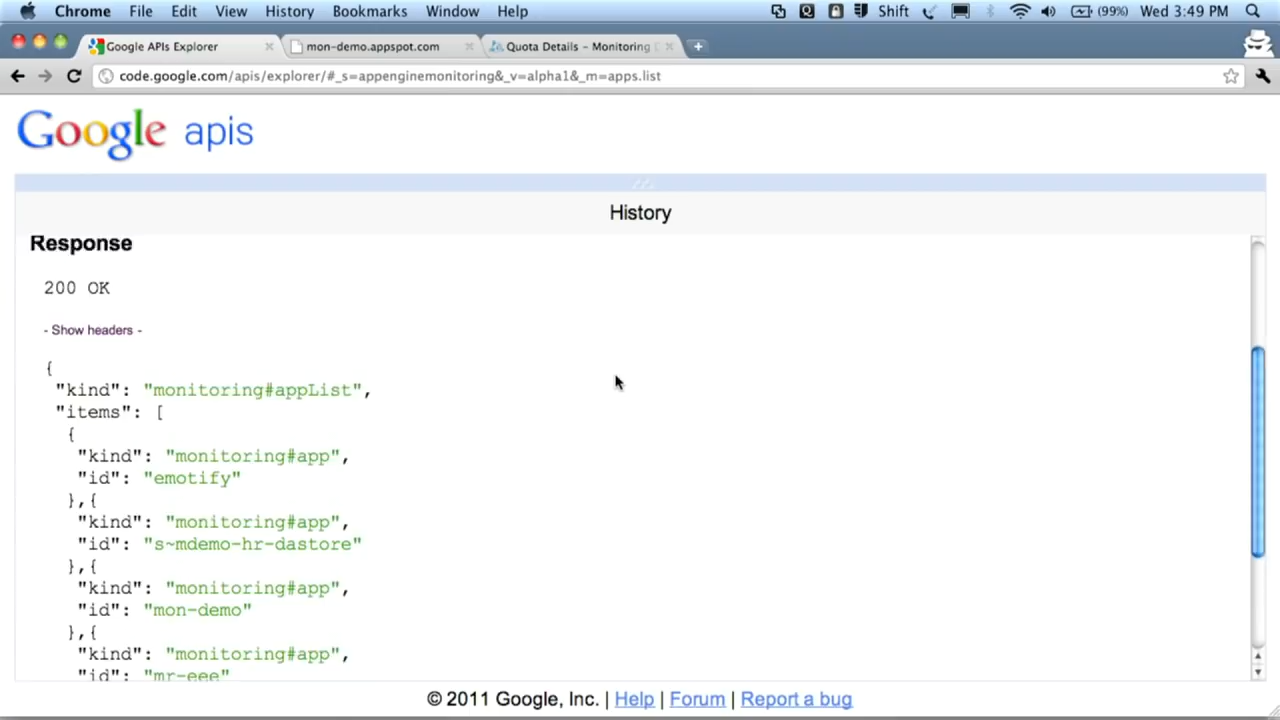 Chrome File Edit View History Bookmarks Window Help Shift (99%) Wed 3:49 PM
Google APIs Explorer mon-demo.appspot.com Quota Details - Monitoring
code.google.com/apis/explorer/#_s=appenginemonitoring&_v=alpha1&_m=apps.list
Google apis
History
Response
200 OK
- Show headers -
{
"kind": "monitoring#appList",
"items": [
{
"kind": "monitoring#app",
"id": "emotify"
},{
"kind": "monitoring#app",
"id": "s~mdemo-hr-dastore"
},{
"kind": "monitoring#app",
"id": "mon-demo"
},{
"kind": "monitoring#app",
"id": "mr-eee"
© 2011 Google, Inc. | Help | Forum | Report a bug